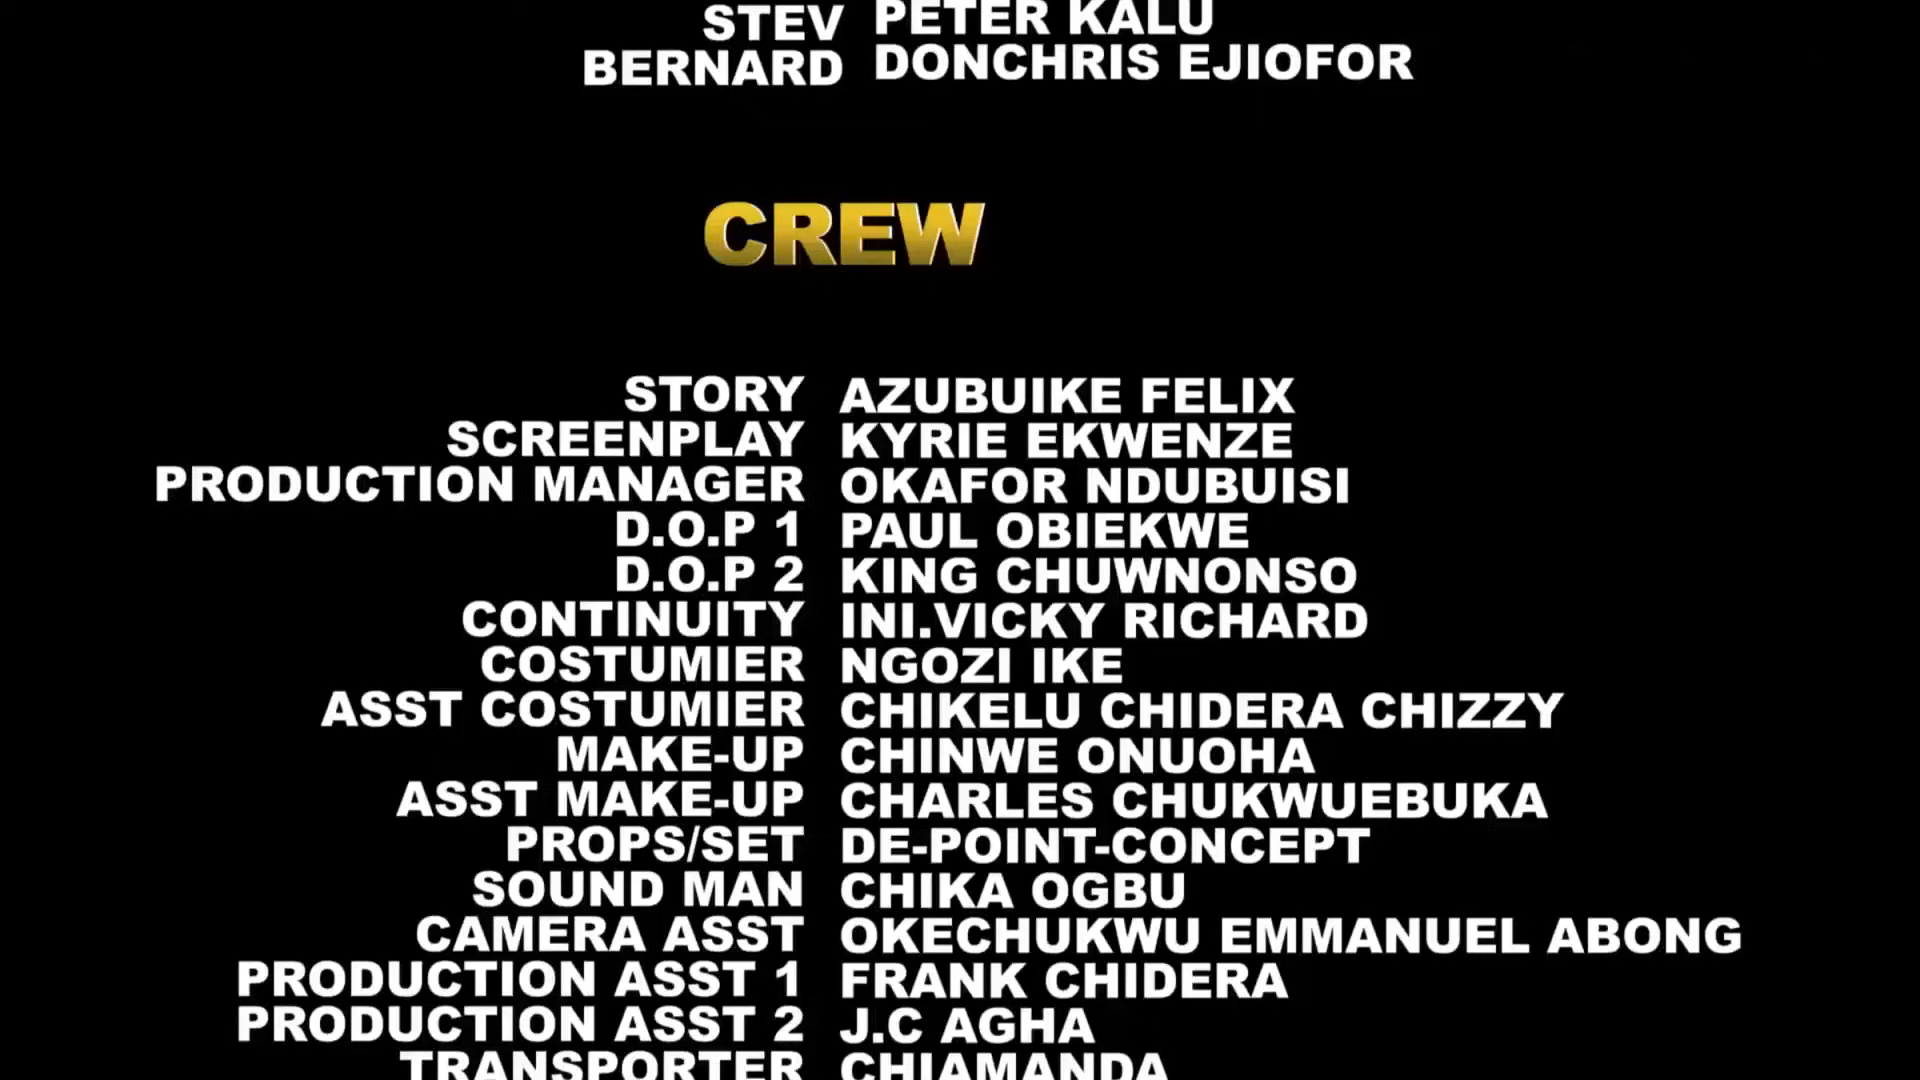 STEV PETER KALU
BERNARD DONCHRIS EJIOFOR
CREW
STORY AZUBUIKE FELIX
SCREENPLAY KYRIE EKWENZE
PRODUCTION MANAGER OKAFOR NDUBUISI
D.O.P 1 PAUL OBIEKWE
D.O.P 2 KING CHUWNONSO
CONTINUITY INI.VICKY RICHARD
COSTUMIER NGOZI IKE
ASST COSTUMIER CHIKELU CHIDERA CHIZZY
MAKE-UP CHINWE ONUOHA
ASST MAKE-UP CHARLES CHUKWUEBUKA
PROPS/SET DE-POINT-CONCEPT
SOUND MAN CHIKA OGBU
CAMERA ASST OKECHUKWU EMMANUEL ABONG
PRODUCTION ASST 1 FRANK CHIDERA
PRODUCTION ASST 2 J.C AGHA
TRANSPORTER CHIAMANDA